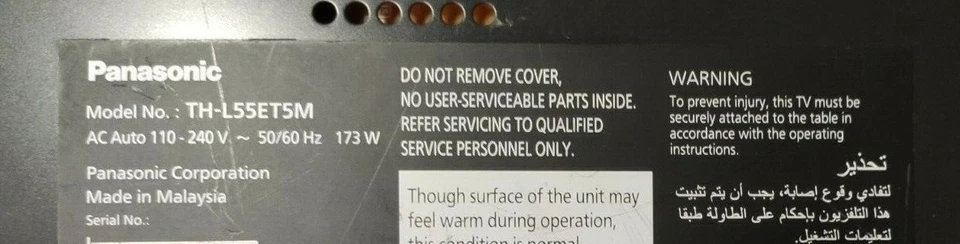 Panasonic
Model No. : TH-L55ET5M
AC Auto 110 - 240 V ~ 50/60 Hz 173 W
Panasonic Corporation
Made in Malaysia
Serial No.:
DO NOT REMOVE COVER,
NO USER-SERVICEABLE PARTS INSIDE.
REFER SERVICING TO QUALIFIED
SERVICE PERSONNEL ONLY.
Though surface of the unit may
feel warm during operation,
this condition is normal
WARNING
To prevent injury, this TV must be
securely attached to the table in
accordance with the operating
instructions.
تحذير
لتفادي وقوع إصابة، يجب أن يتم تثبيت
هذا التلفزيون بإحكام على الطاولة طبقا
لتعليمات التشغيل.